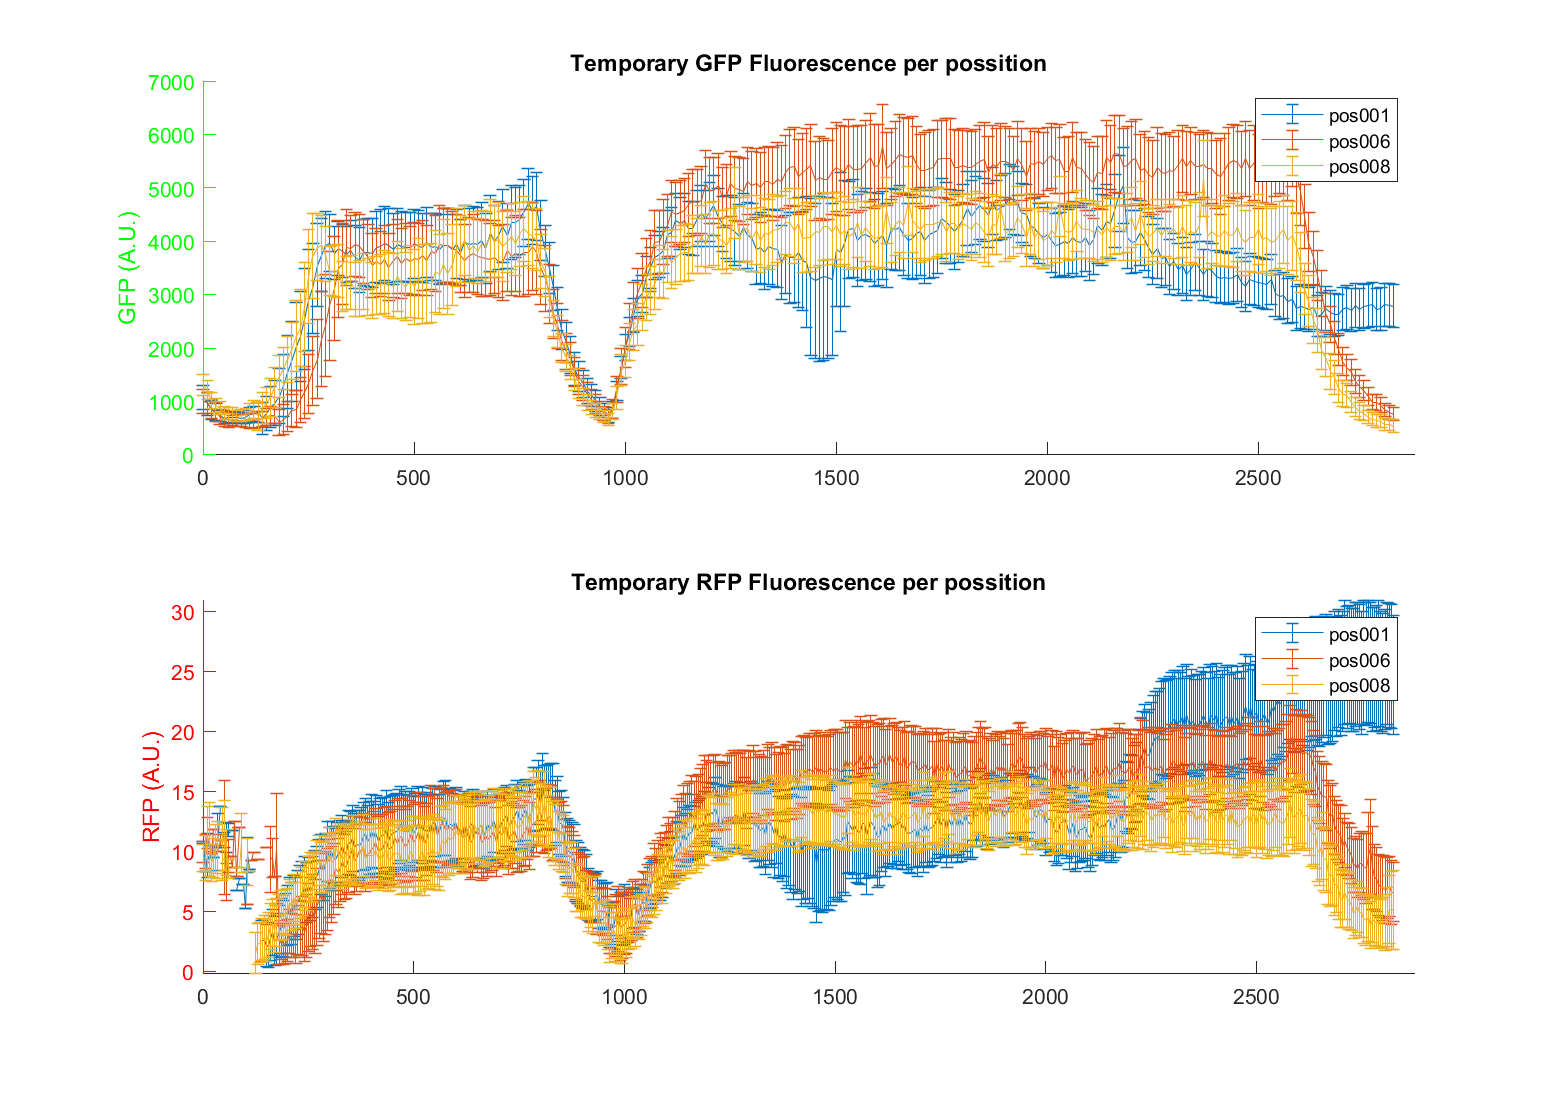 Temporary GFP Fluorescence per possition
GFP (A.U.)
7000
6000
5000
4000
3000
2000
1000
0
0 500 1000 1500 2000 2500
pos001
pos006
pos008
Temporary RFP Fluorescence per possition
RFP (A.U.)
30
25
20
15
10
5
0
0 500 1000 1500 2000 2500
pos001
pos006
pos008